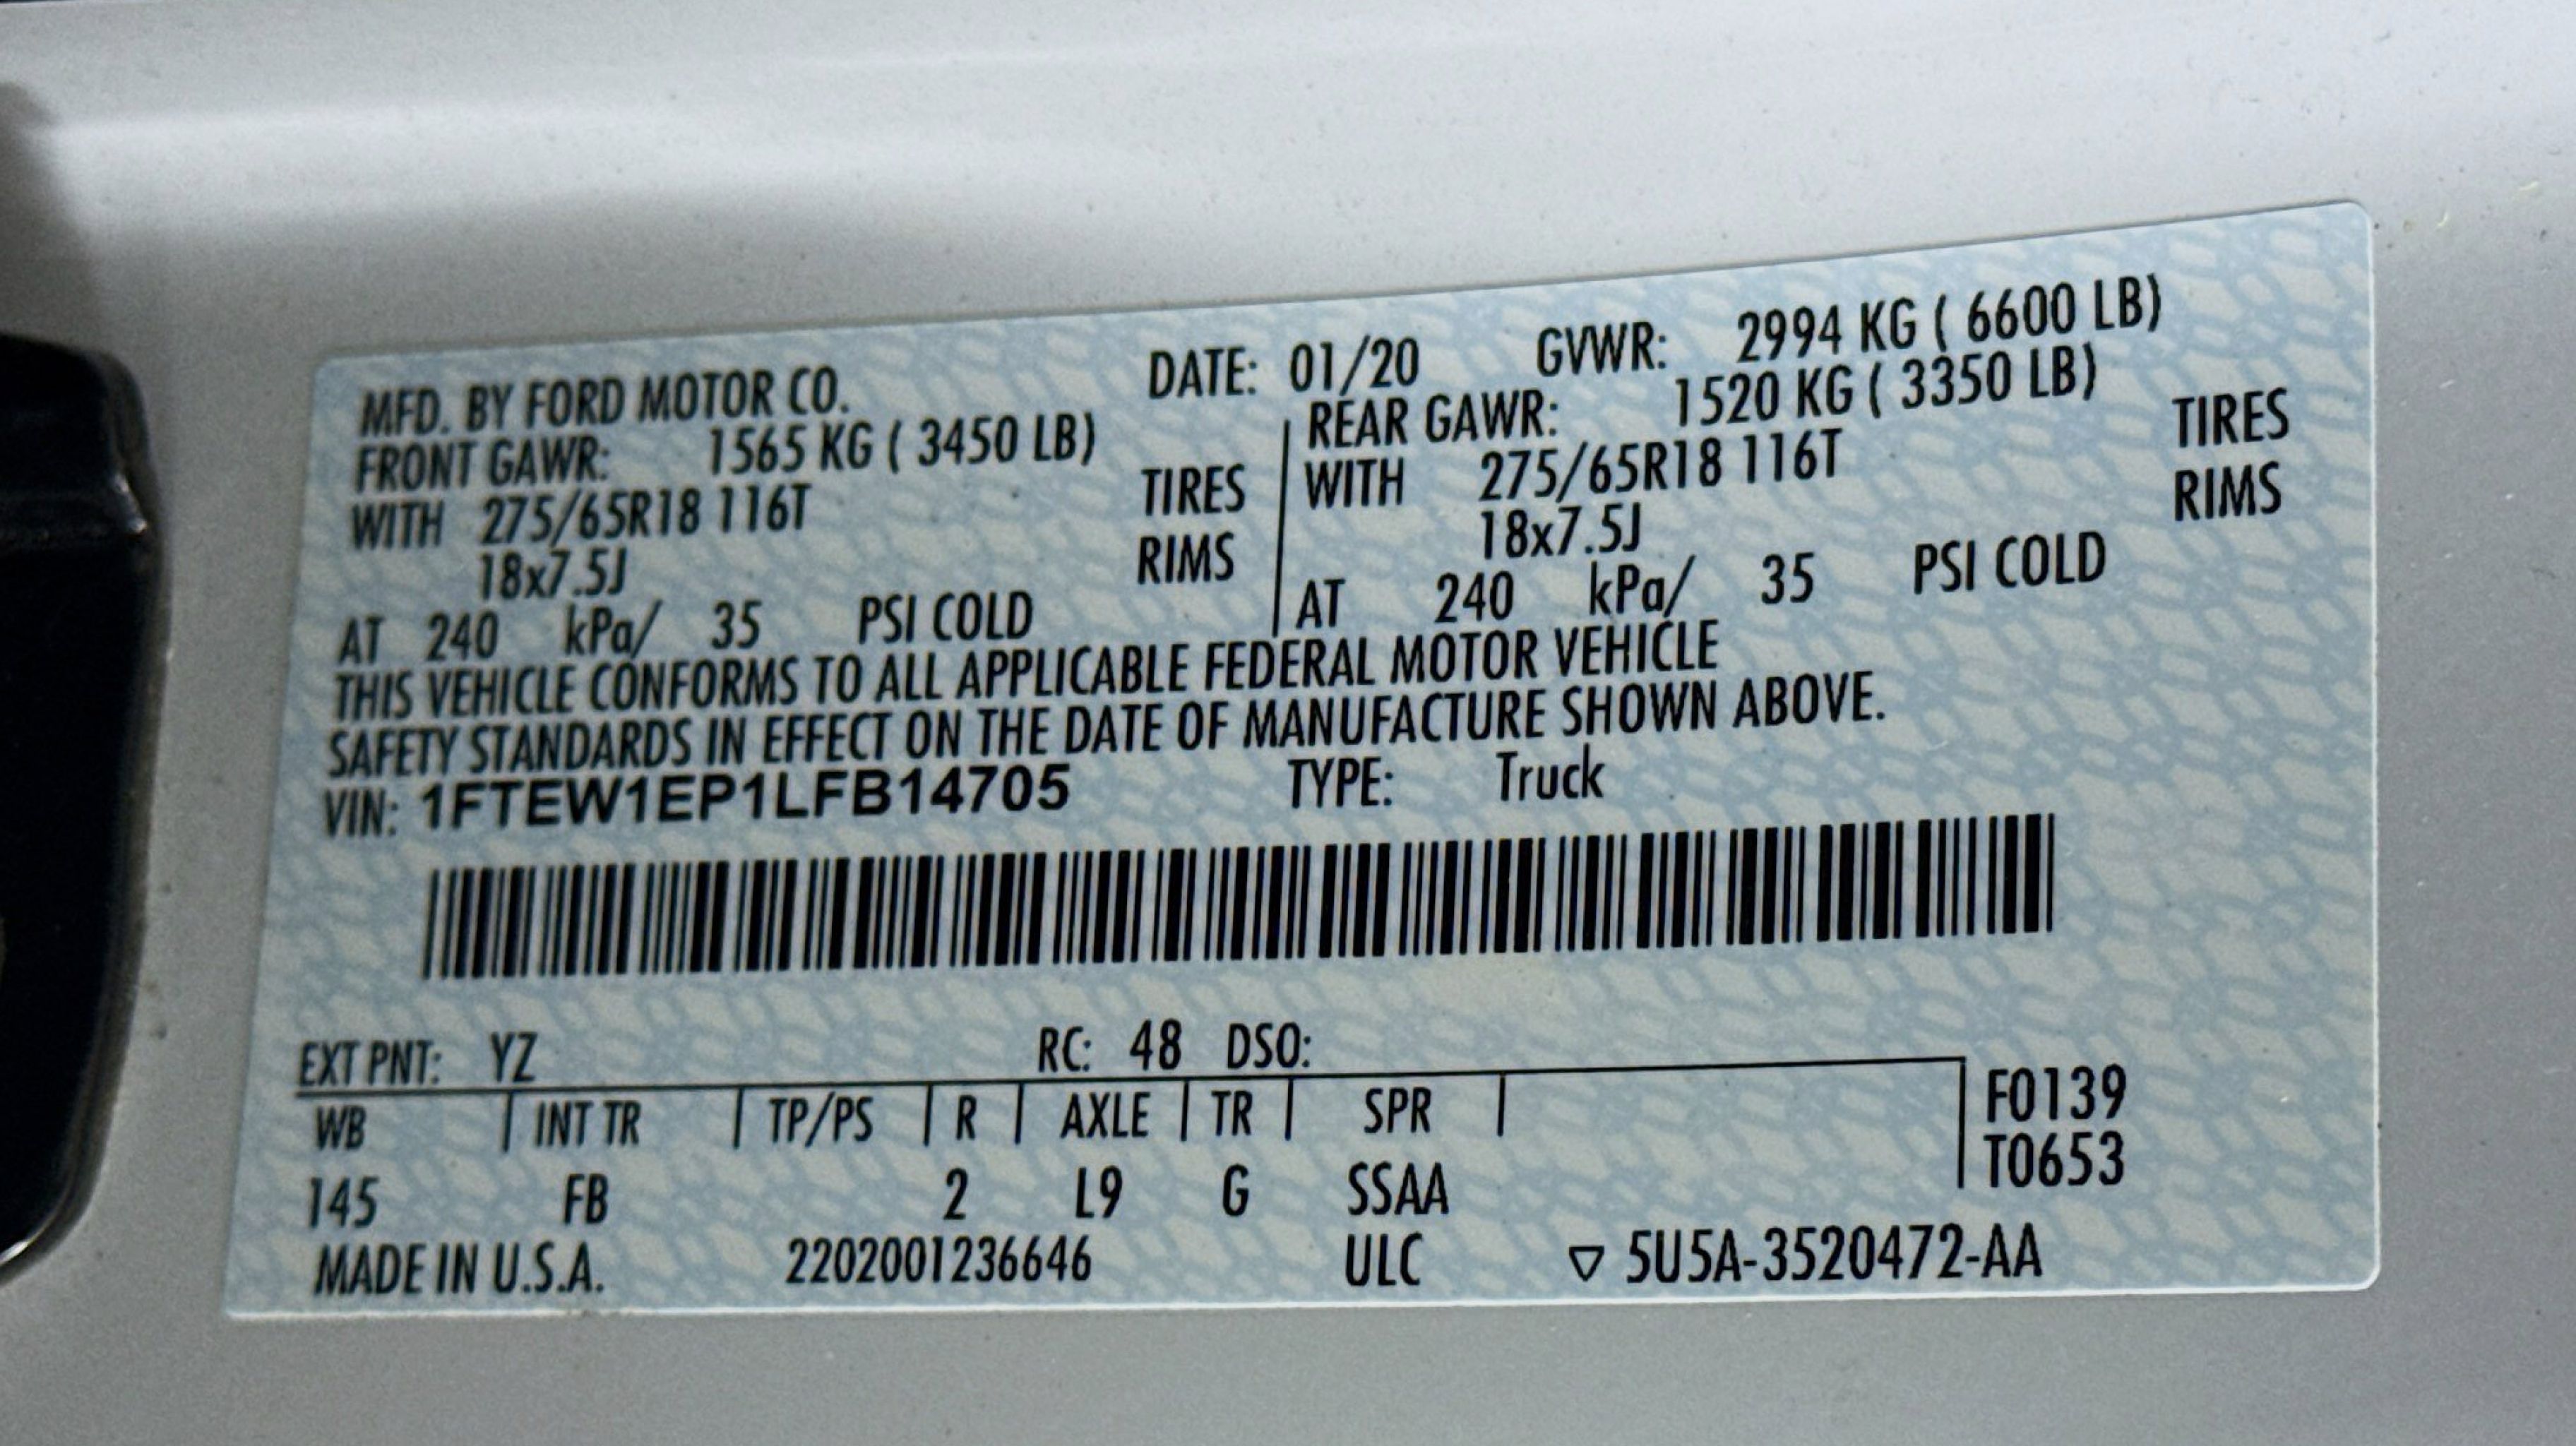 MFD. BY FORD MOTOR CO. DATE: 01/20 GVWR: 2994 KG ( 6600 LB)
FRONT GAWR: 1565 KG ( 3450 LB) REAR GAWR: 1520 KG ( 3350 LB)
WITH 275/65R18 116T TIRES WITH 275/65R18 116T TIRES
18x7.5J RIMS 18x7.5J RIMS
AT 240 kPa/ 35 PSI COLD AT 240 kPa/ 35 PSI COLD
THIS VEHICLE CONFORMS TO ALL APPLICABLE FEDERAL MOTOR VEHICLE
SAFETY STANDARDS IN EFFECT ON THE DATE OF MANUFACTURE SHOWN ABOVE.
VIN: 1FTEW1EP1LFB14705 TYPE: Truck
EXT PNT: YZ RC: 48 DSO:
WB INT TR TP/PS R AXLE TR SPR F0139
T0653
145 FB 2 L9 G SSAA
MADE IN U.S.A. 2202001236646 ULC ▽ 5U5A-3520472-AA